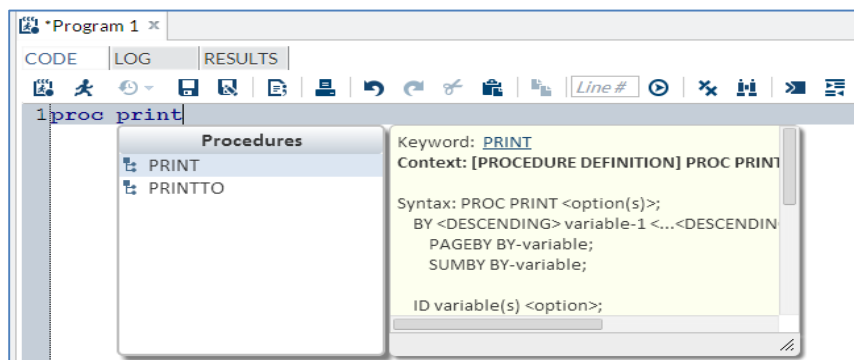 *Program 1 ×
CODE LOG RESULTS
Line #
1 proc print
Procedures
PRINT
PRINTTO
Keyword: PRINT
Context: [PROCEDURE DEFINITION] PROC PRINT
Syntax: PROC PRINT <option(s)>;
BY <DESCENDING> variable-1 <...<DESCENDIN
PAGEBY BY-variable;
SUMBY BY-variable;
ID variable(s) <option>;